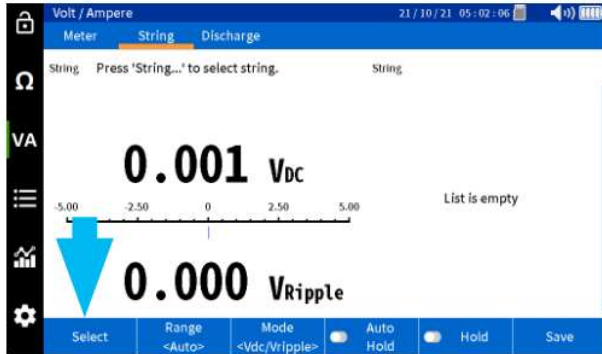 Volt / Ampere 21/10/21 05:02:06
Meter String Discharge
String Press 'String...' to select string. String
Ω
VA
0.001 VDC
List is empty
-5.00 -2.50 0 2.50 5.00
0.000 VRipple
Select Range <Auto> Mode <Vdc/Vripple> Auto Hold Hold Save